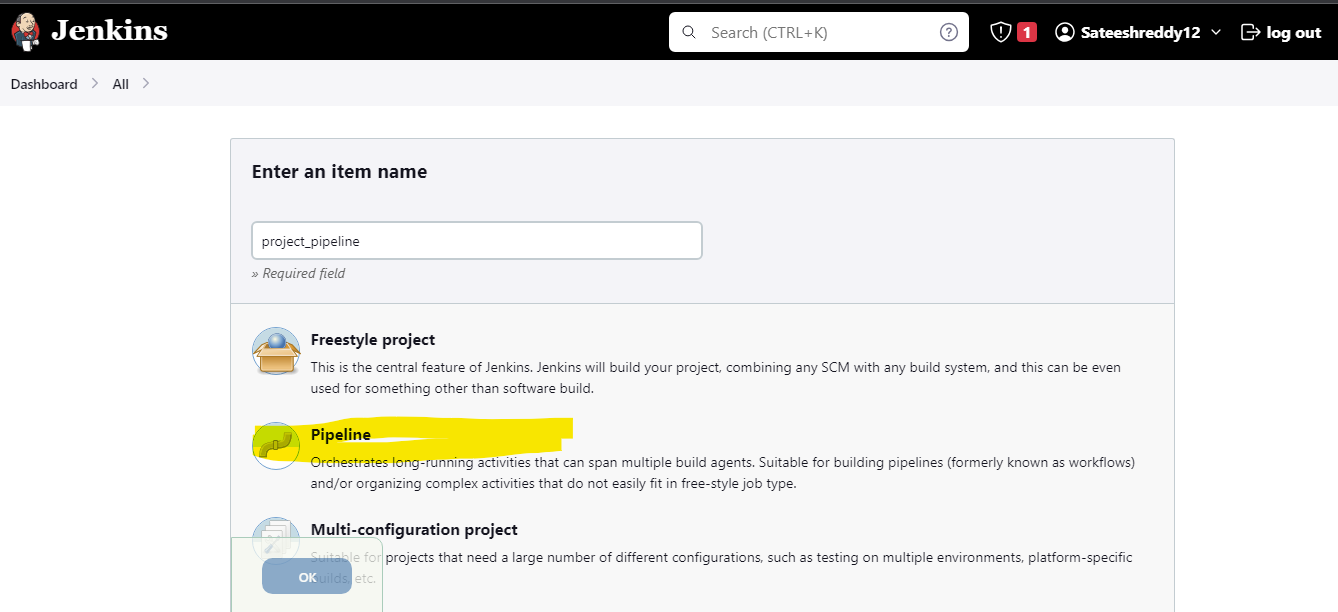 Jenkins
Search (CTRL+K)
1
Sateeshreddy12
log out
Dashboard
All
Enter an item name
project_pipeline
» Required field
Freestyle project
This is the central feature of Jenkins. Jenkins will build your project, combining any SCM with any build system, and this can be even
used for something other than software build.
Pipeline
Orchestrates long-running activities that can span multiple build agents. Suitable for building pipelines (formerly known as workflows)
and/or organizing complex activities that do not easily fit in free-style job type.
Multi-configuration project
Suitable for projects that need a large number of different configurations, such as testing on multiple environments, platform-specific
builds, etc.
OK